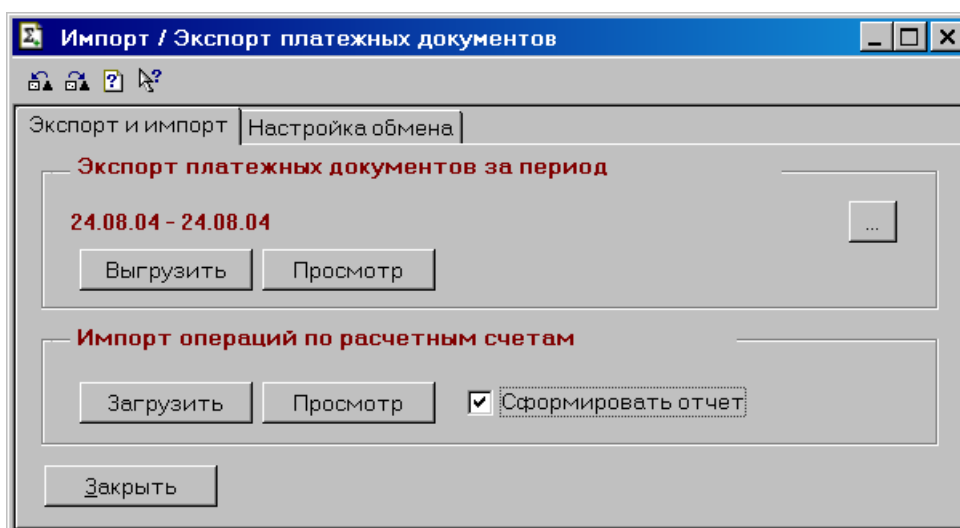 Импорт / Экспорт платежных документов
Экспорт и импорт Настройка обмена
Экспорт платежных документов за период
24.08.04 - 24.08.04 ...
Выгрузить Просмотр
Импорт операций по расчетным счетам
Загрузить Просмотр Сформировать отчет
Закрыть